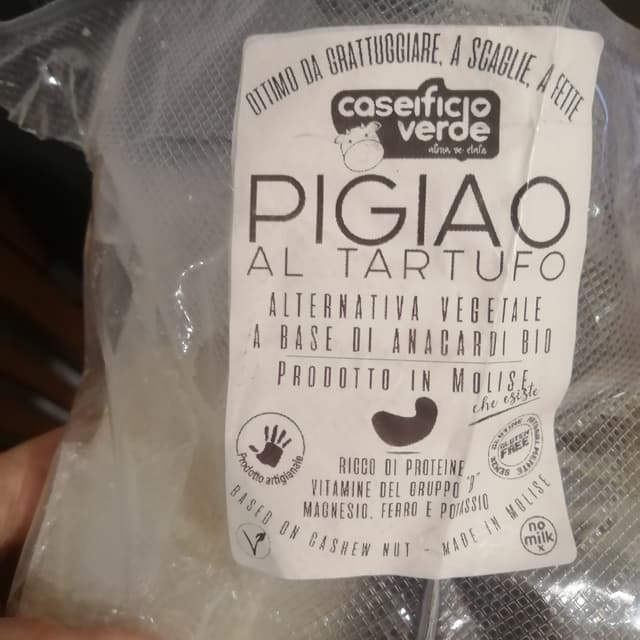 OTTIMO DA GRATTUGGIARE, A SCAGLIE, A FETTE
caseificio
verde
PIGIAO
AL TARTUFO
ALTERNATIVA VEGETALE
A BASE DI ANACARDI BIO
PRODOTTO IN MOLISE
che esiste
Prodotto artigianale
GLUTEN FREE
RICCO DI PROTEINE
VITAMINE DEL GRUPPO "D"
MAGNESIO, FERRO E POTASSIO
BASED ON CASHEW NUT - MADE IN MOLISE
no
milk
x